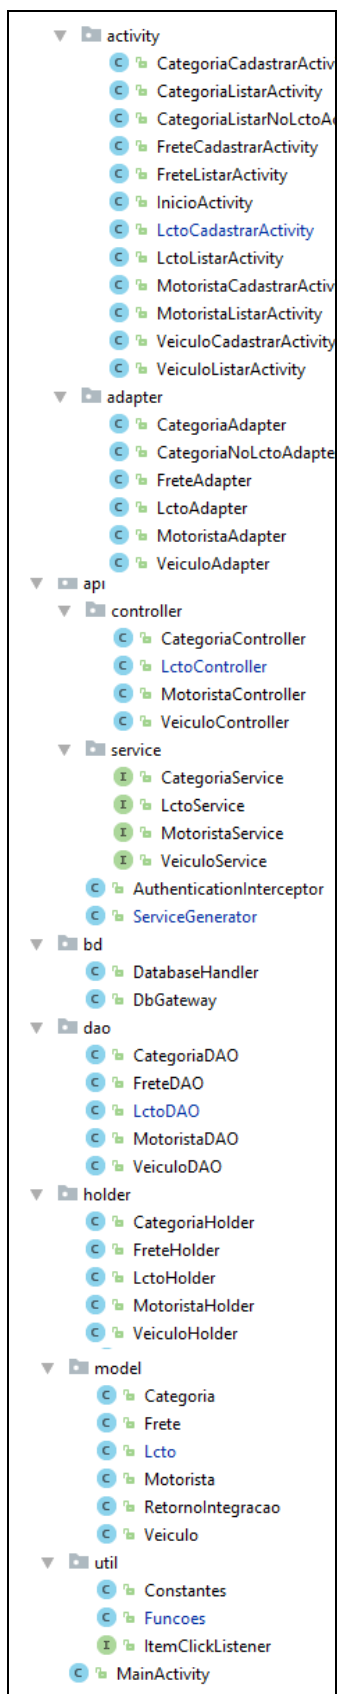 activity
CategoriaCadastrarActiv
CategoriaListarActivity
CategoriaListarNoLctoAc
FreteCadastrarActivity
FreteListarActivity
InicioActivity
LctoCadastrarActivity
LctoListarActivity
MotoristaCadastrarActiv
MotoristaListarActivity
VeiculoCadastrarActivity
VeiculoListarActivity
adapter
CategoriaAdapter
CategoriaNoLctoAdapte
FreteAdapter
LctoAdapter
MotoristaAdapter
VeiculoAdapter
api
controller
CategoriaController
LctoController
MotoristaController
VeiculoController
service
CategoriaService
LctoService
MotoristaService
VeiculoService
AuthenticationInterceptor
ServiceGenerator
bd
DatabaseHandler
DbGateway
dao
CategoriaDAO
FreteDAO
LctoDAO
MotoristaDAO
VeiculoDAO
holder
CategoriaHolder
FreteHolder
LctoHolder
MotoristaHolder
VeiculoHolder
model
Categoria
Frete
Lcto
Motorista
RetornoIntegracao
Veiculo
util
Constantes
Funcoes
ItemClickListener
MainActivity